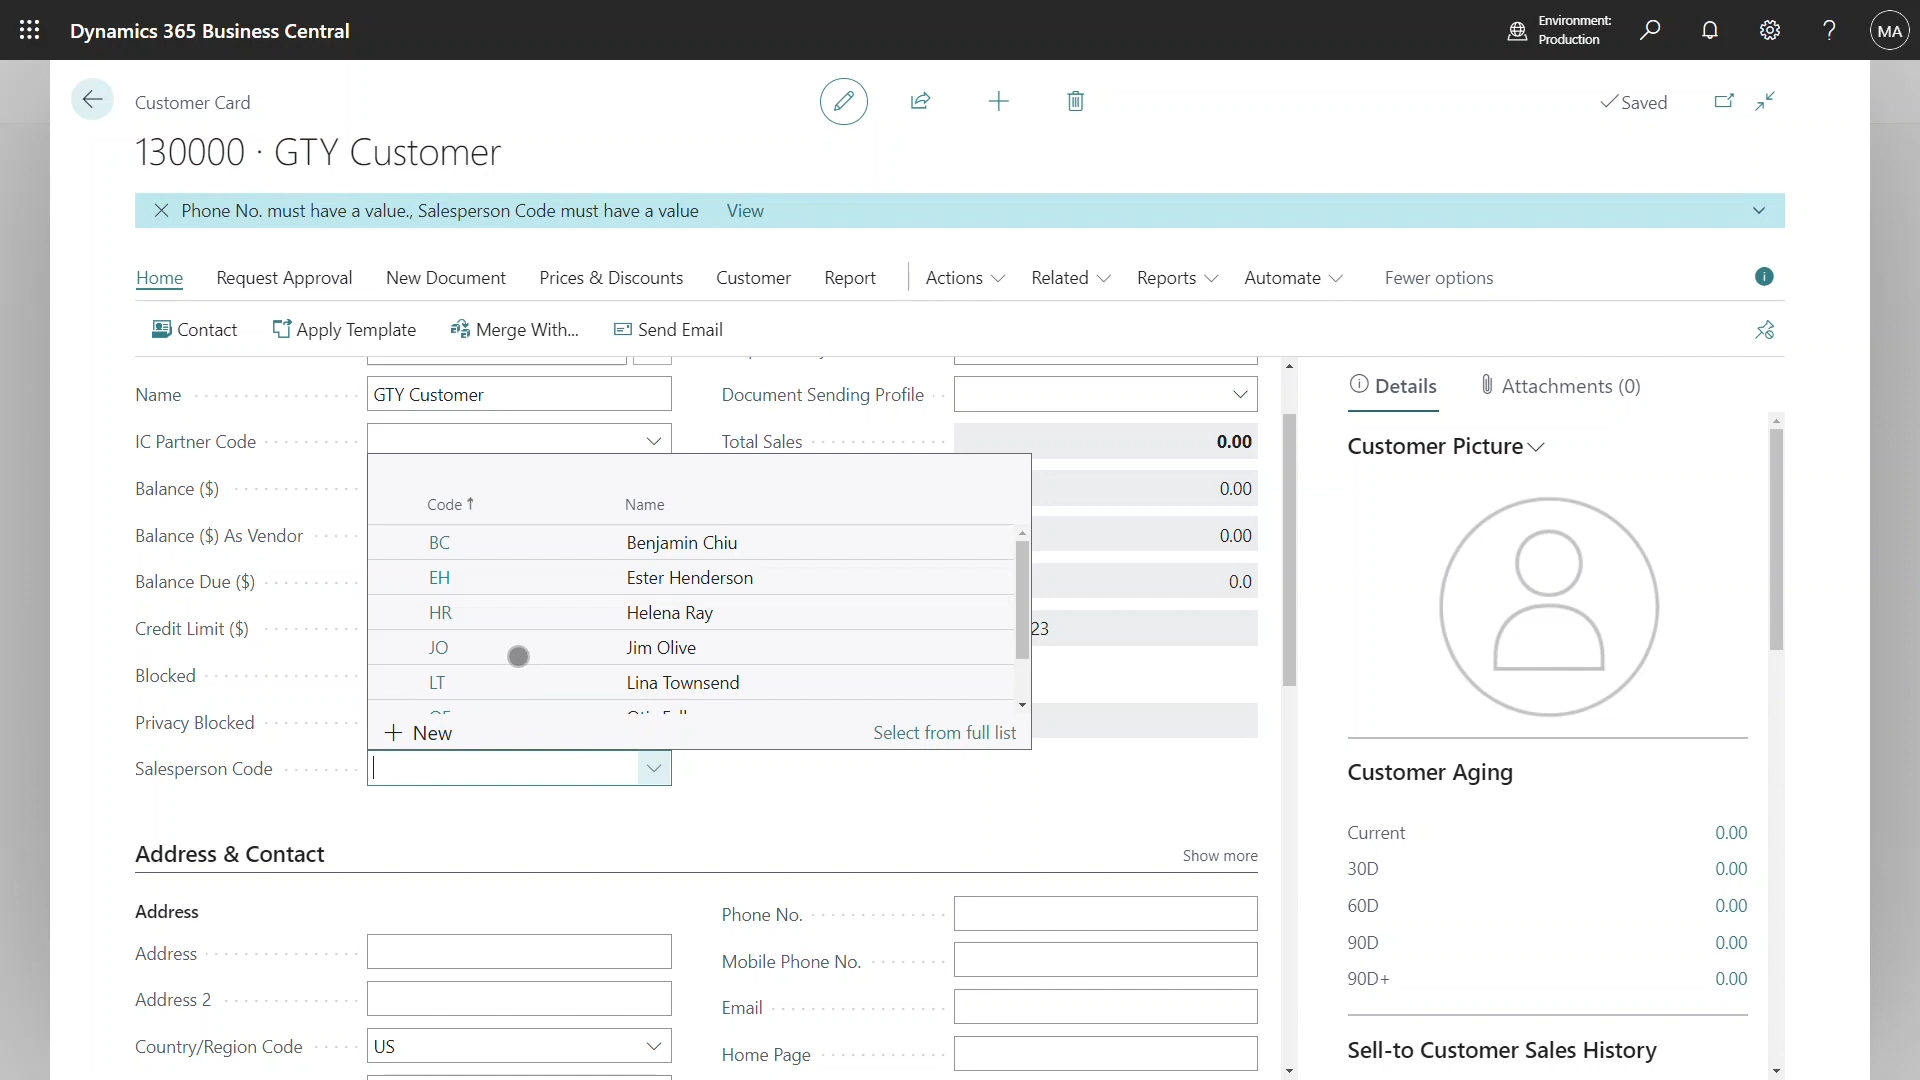 Dynamics 365 Business Central
Environment:
Production
?
MA
Customer Card
Saved
130000 · GTY Customer
Phone No. must have a value., Salesperson Code must have a value View
Home Request Approval New Document Prices & Discounts Customer Report Actions Related Reports Automate Fewer options
Contact Apply Template Merge With... Send Email
Name GTY Customer Document Sending Profile
IC Partner Code Total Sales 0.00
Balance ($) 0.00
Balance ($) As Vendor 0.00
Balance Due ($) 0.0
Credit Limit ($) 23
Blocked
Privacy Blocked
Code Name
BC Benjamin Chiu
EH Ester Henderson
HR Helena Ray
JO Jim Olive
LT Lina Townsend
+ New Select from full list
Salesperson Code
Address & Contact Show more
Address
Address
Address 2
Country/Region Code US
Phone No.
Mobile Phone No.
Email
Home Page
Details Attachments (0)
Customer Picture
Customer Aging
Current 0.00
30D 0.00
60D 0.00
90D 0.00
90D+ 0.00
Sell-to Customer Sales History